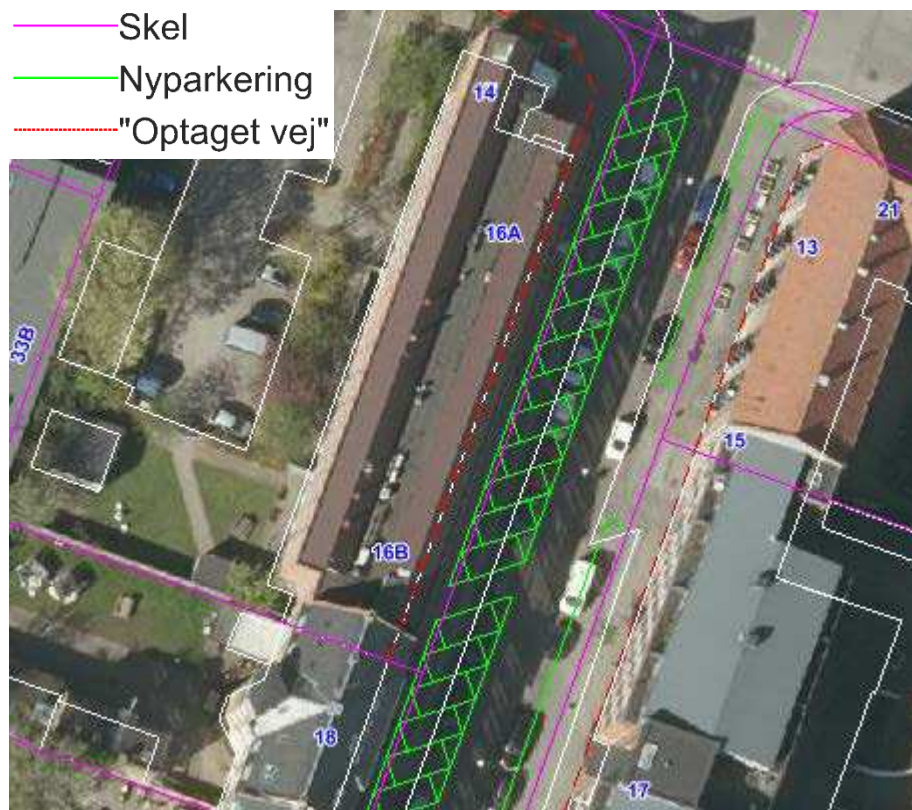 Skel
Nyparkering
"Optaget vej"
14
16A
13
21
33B
15
16B
18
17